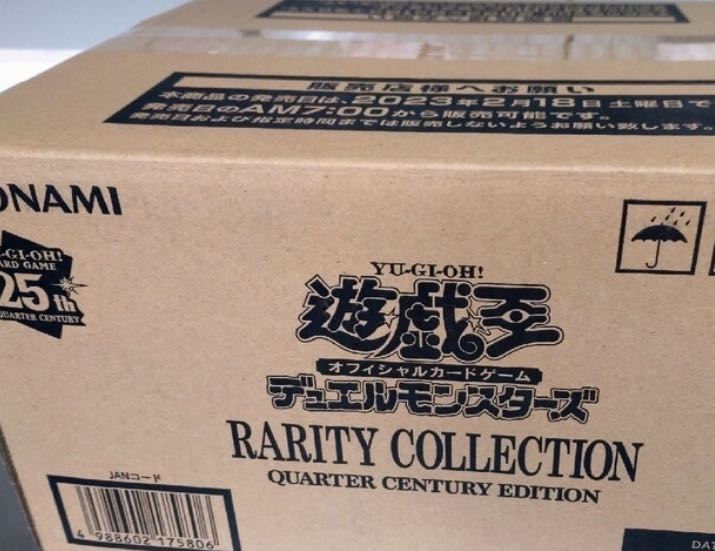 販売店様へお願い
本商品の発売日は、2023年2月18日土曜日で
発売日のAM7:00から販売可能です。
発売日および指定時間までは販売しないようお願い致します。
ONAMI
-GI-OH!
ARD GAME
25th
QUARTER CENTURY
YU-GI-OH!
遊戯王
オフィシャルカードゲーム
デュエルモンスターズ
RARITY COLLECTION
QUARTER CENTURY EDITION
JANコード
4 988602 175806
DAT